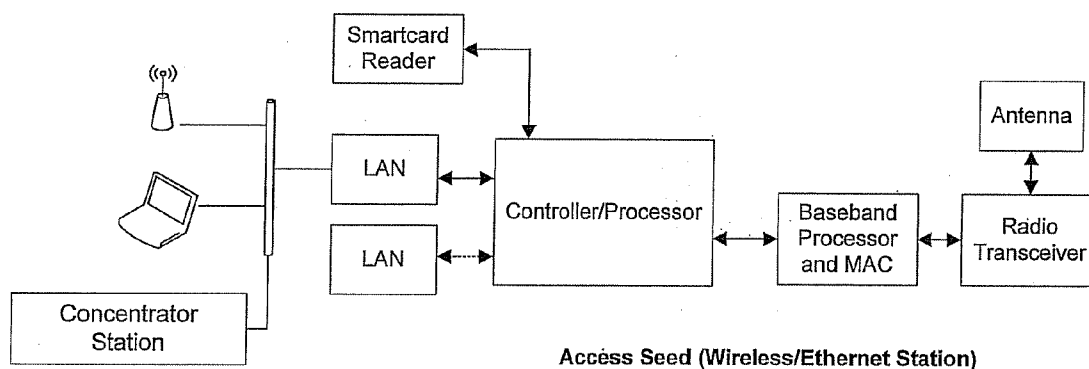 Smartcard
Reader
Antenna
LAN
Controller/Processor
Baseband
Processor
and MAC
Radio
Transceiver
LAN
Concentrator
Station
Access Seed (Wireless/Ethernet Station)